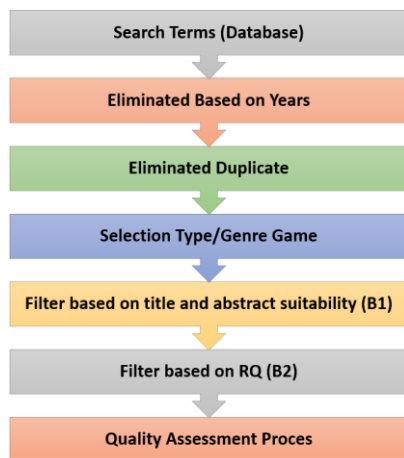 Search Terms (Database)
Eliminated Based on Years
Eliminated Duplicate
Selection Type/Genre Game
Filter based on title and abstract suitability (B1)
Filter based on RQ (B2)
Quality Assessment Proces